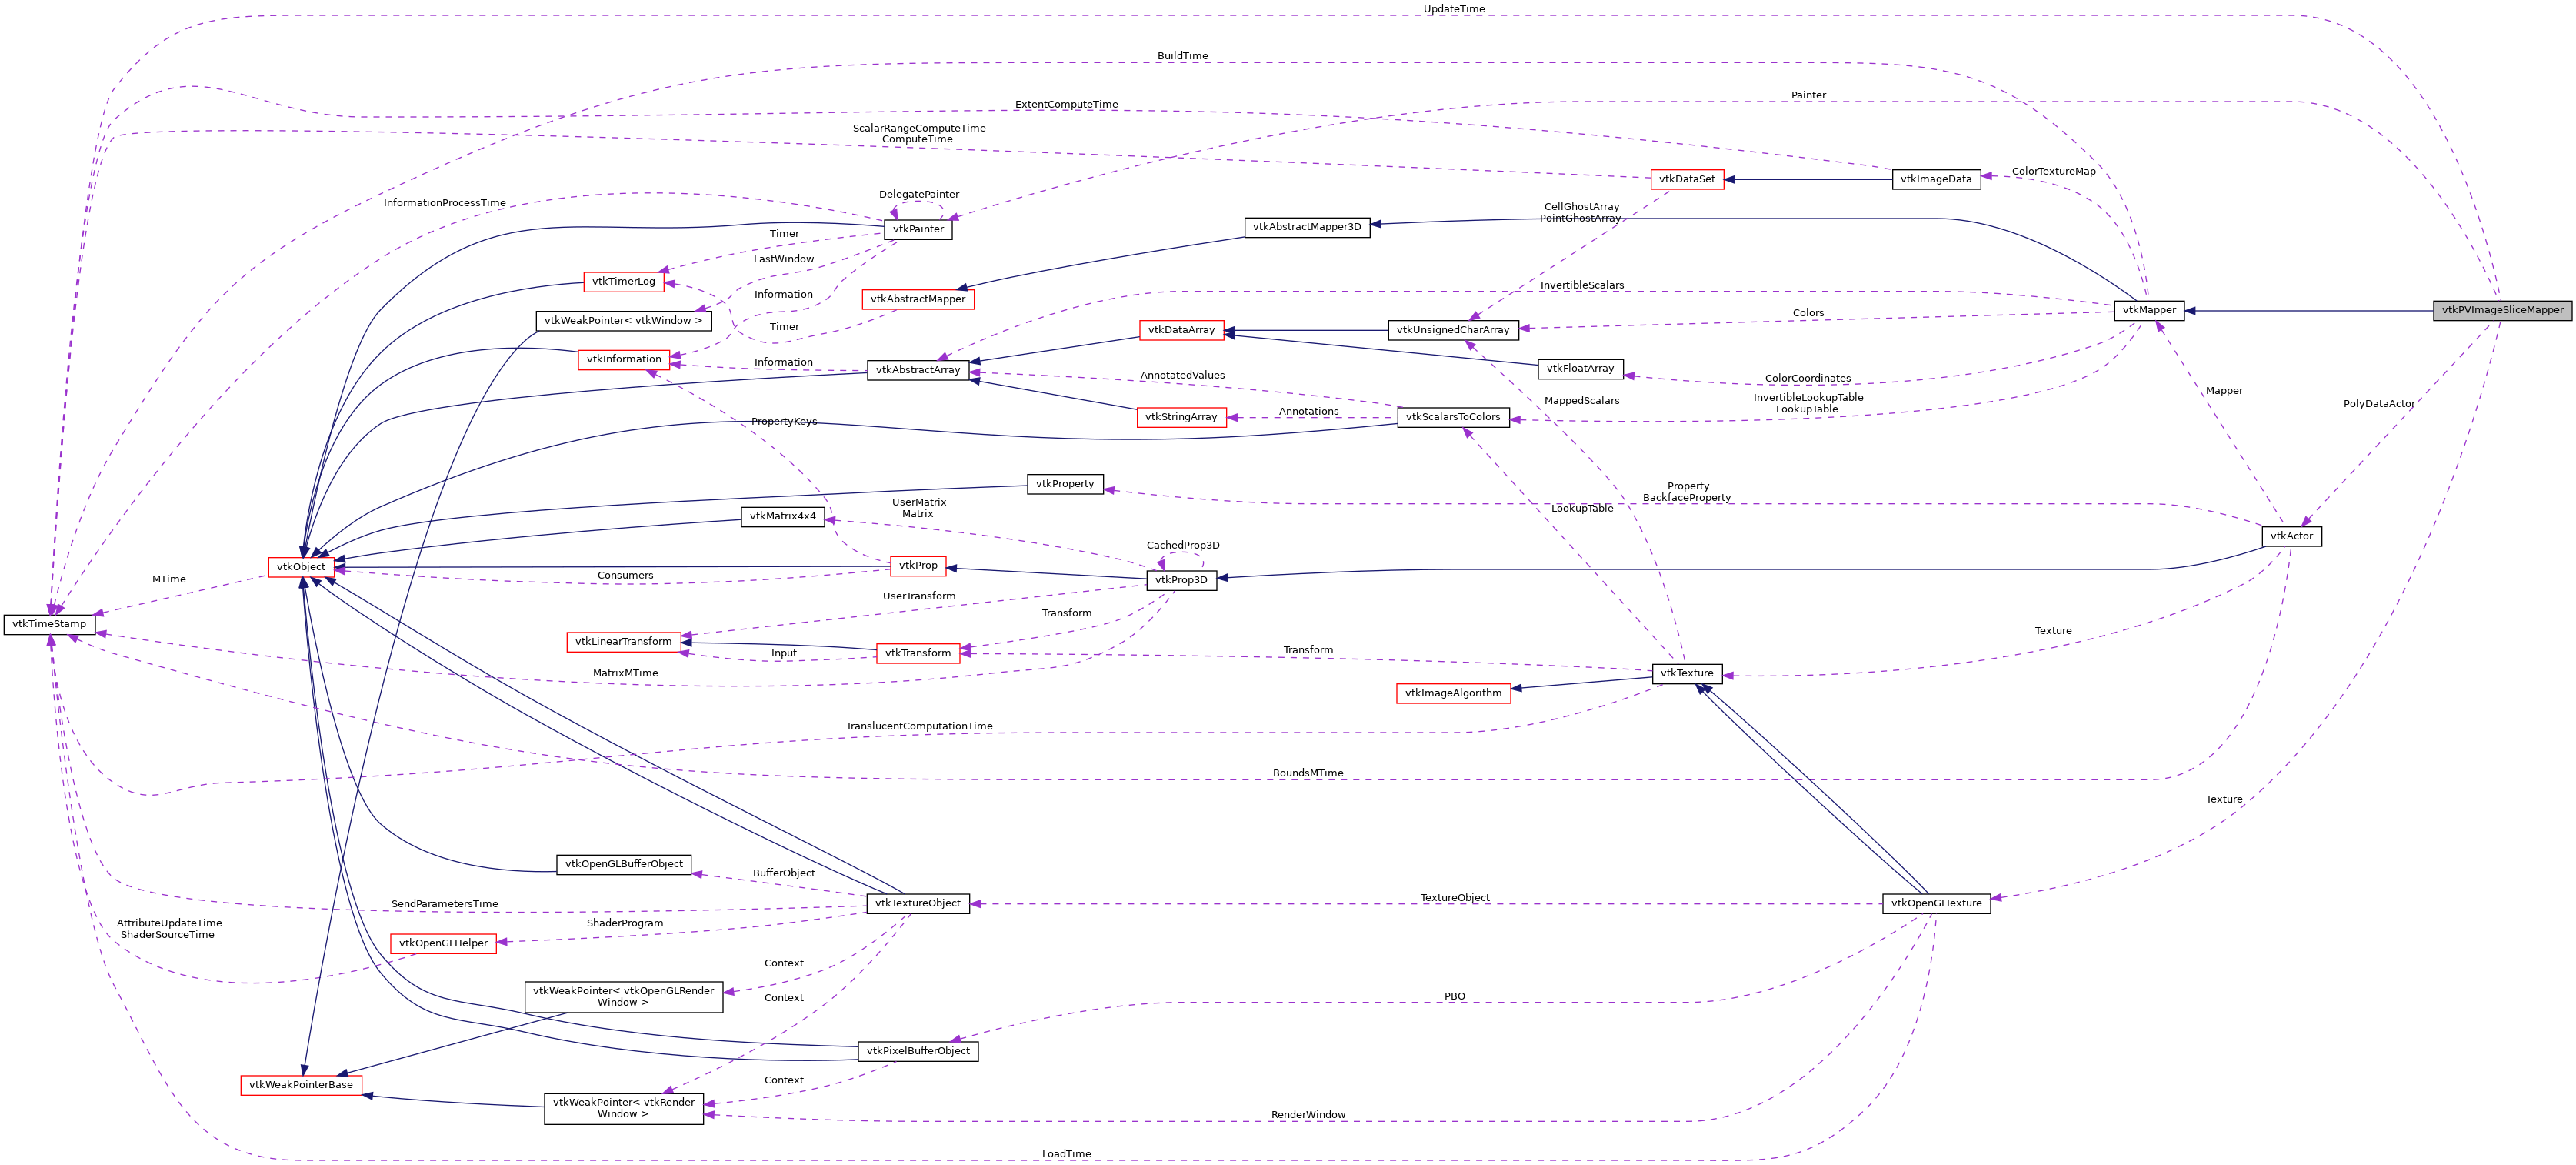 UpdateTime
BuildTime
Painter
ExtentComputeTime
ScalarRangeComputeTime
ComputeTime
ColorTextureMap
vtkDataSet
vtkImageData
DelegatePainter
InformationProcessTime
CellGhostArray
PointGhostArray
vtkPainter
vtkAbstractMapper3D
Timer
LastWindow
vtkTimerLog
InvertibleScalars
Information
vtkAbstractMapper
vtkMapper
vtkPVImageSliceMapper
Colors
vtkWeakPointer< vtkWindow >
Timer
vtkDataArray
vtkUnsignedCharArray
vtkInformation
Information
vtkAbstractArray
vtkFloatArray
AnnotatedValues
ColorCoordinates
Mapper
InvertibleLookupTable
LookupTable
MappedScalars
PolyDataActor
Annotations
vtkStringArray
vtkScalarsToColors
PropertyKeys
vtkProperty
Property
BackfaceProperty
UserMatrix
Matrix
LookupTable
vtkMatrix4x4
vtkActor
CachedProp3D
vtkObject
vtkProp
MTime
Consumers
vtkProp3D
UserTransform
Transform
vtkTimeStamp
Texture
vtkLinearTransform
Input
vtkTransform
Transform
MatrixMTime
vtkTexture
vtkImageAlgorithm
TranslucentComputationTime
BoundsMTime
Texture
vtkOpenGLBufferObject
BufferObject
SendParametersTime
vtkTextureObject
TextureObject
vtkOpenGLTexture
AttributeUpdateTime
ShaderSourceTime
ShaderProgram
vtkOpenGLHelper
Context
vtkWeakPointer< vtkOpenGLRender
Window >
Context
PBO
vtkPixelBufferObject
vtkWeakPointerBase
Context
vtkWeakPointer< vtkRender
Window >
RenderWindow
LoadTime